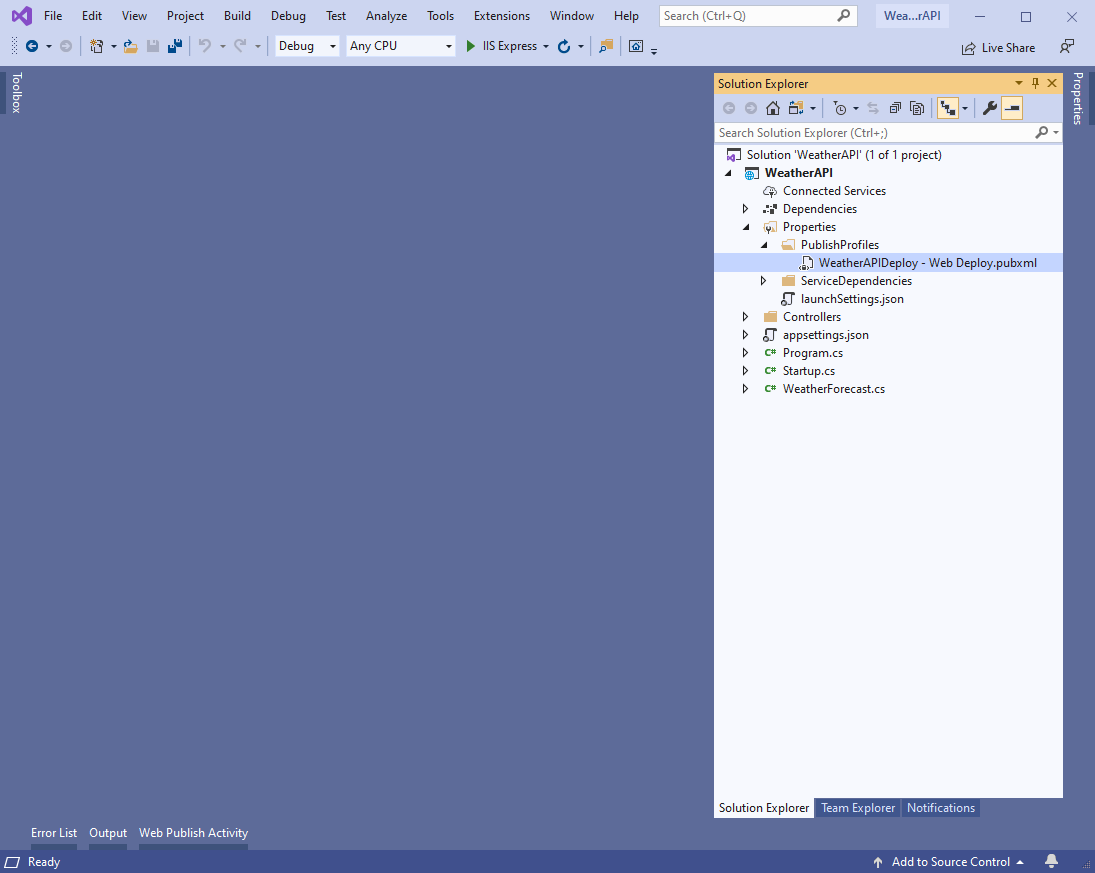 File Edit View Project Build Debug Test Analyze Tools Extensions Window Help Search (Ctrl+Q) Wea...rAPI
Debug Any CPU IIS Express Live Share
Toolbox
Solution Explorer
Search Solution Explorer (Ctrl+;)
Solution 'WeatherAPI' (1 of 1 project)
WeatherAPI
Connected Services
Dependencies
Properties
PublishProfiles
WeatherAPIDeploy - Web Deploy.pubxml
ServiceDependencies
launchSettings.json
Controllers
appsettings.json
C# Program.cs
C# Startup.cs
C# WeatherForecast.cs
Properties
Solution Explorer Team Explorer Notifications
Error List Output Web Publish Activity
Ready Add to Source Control